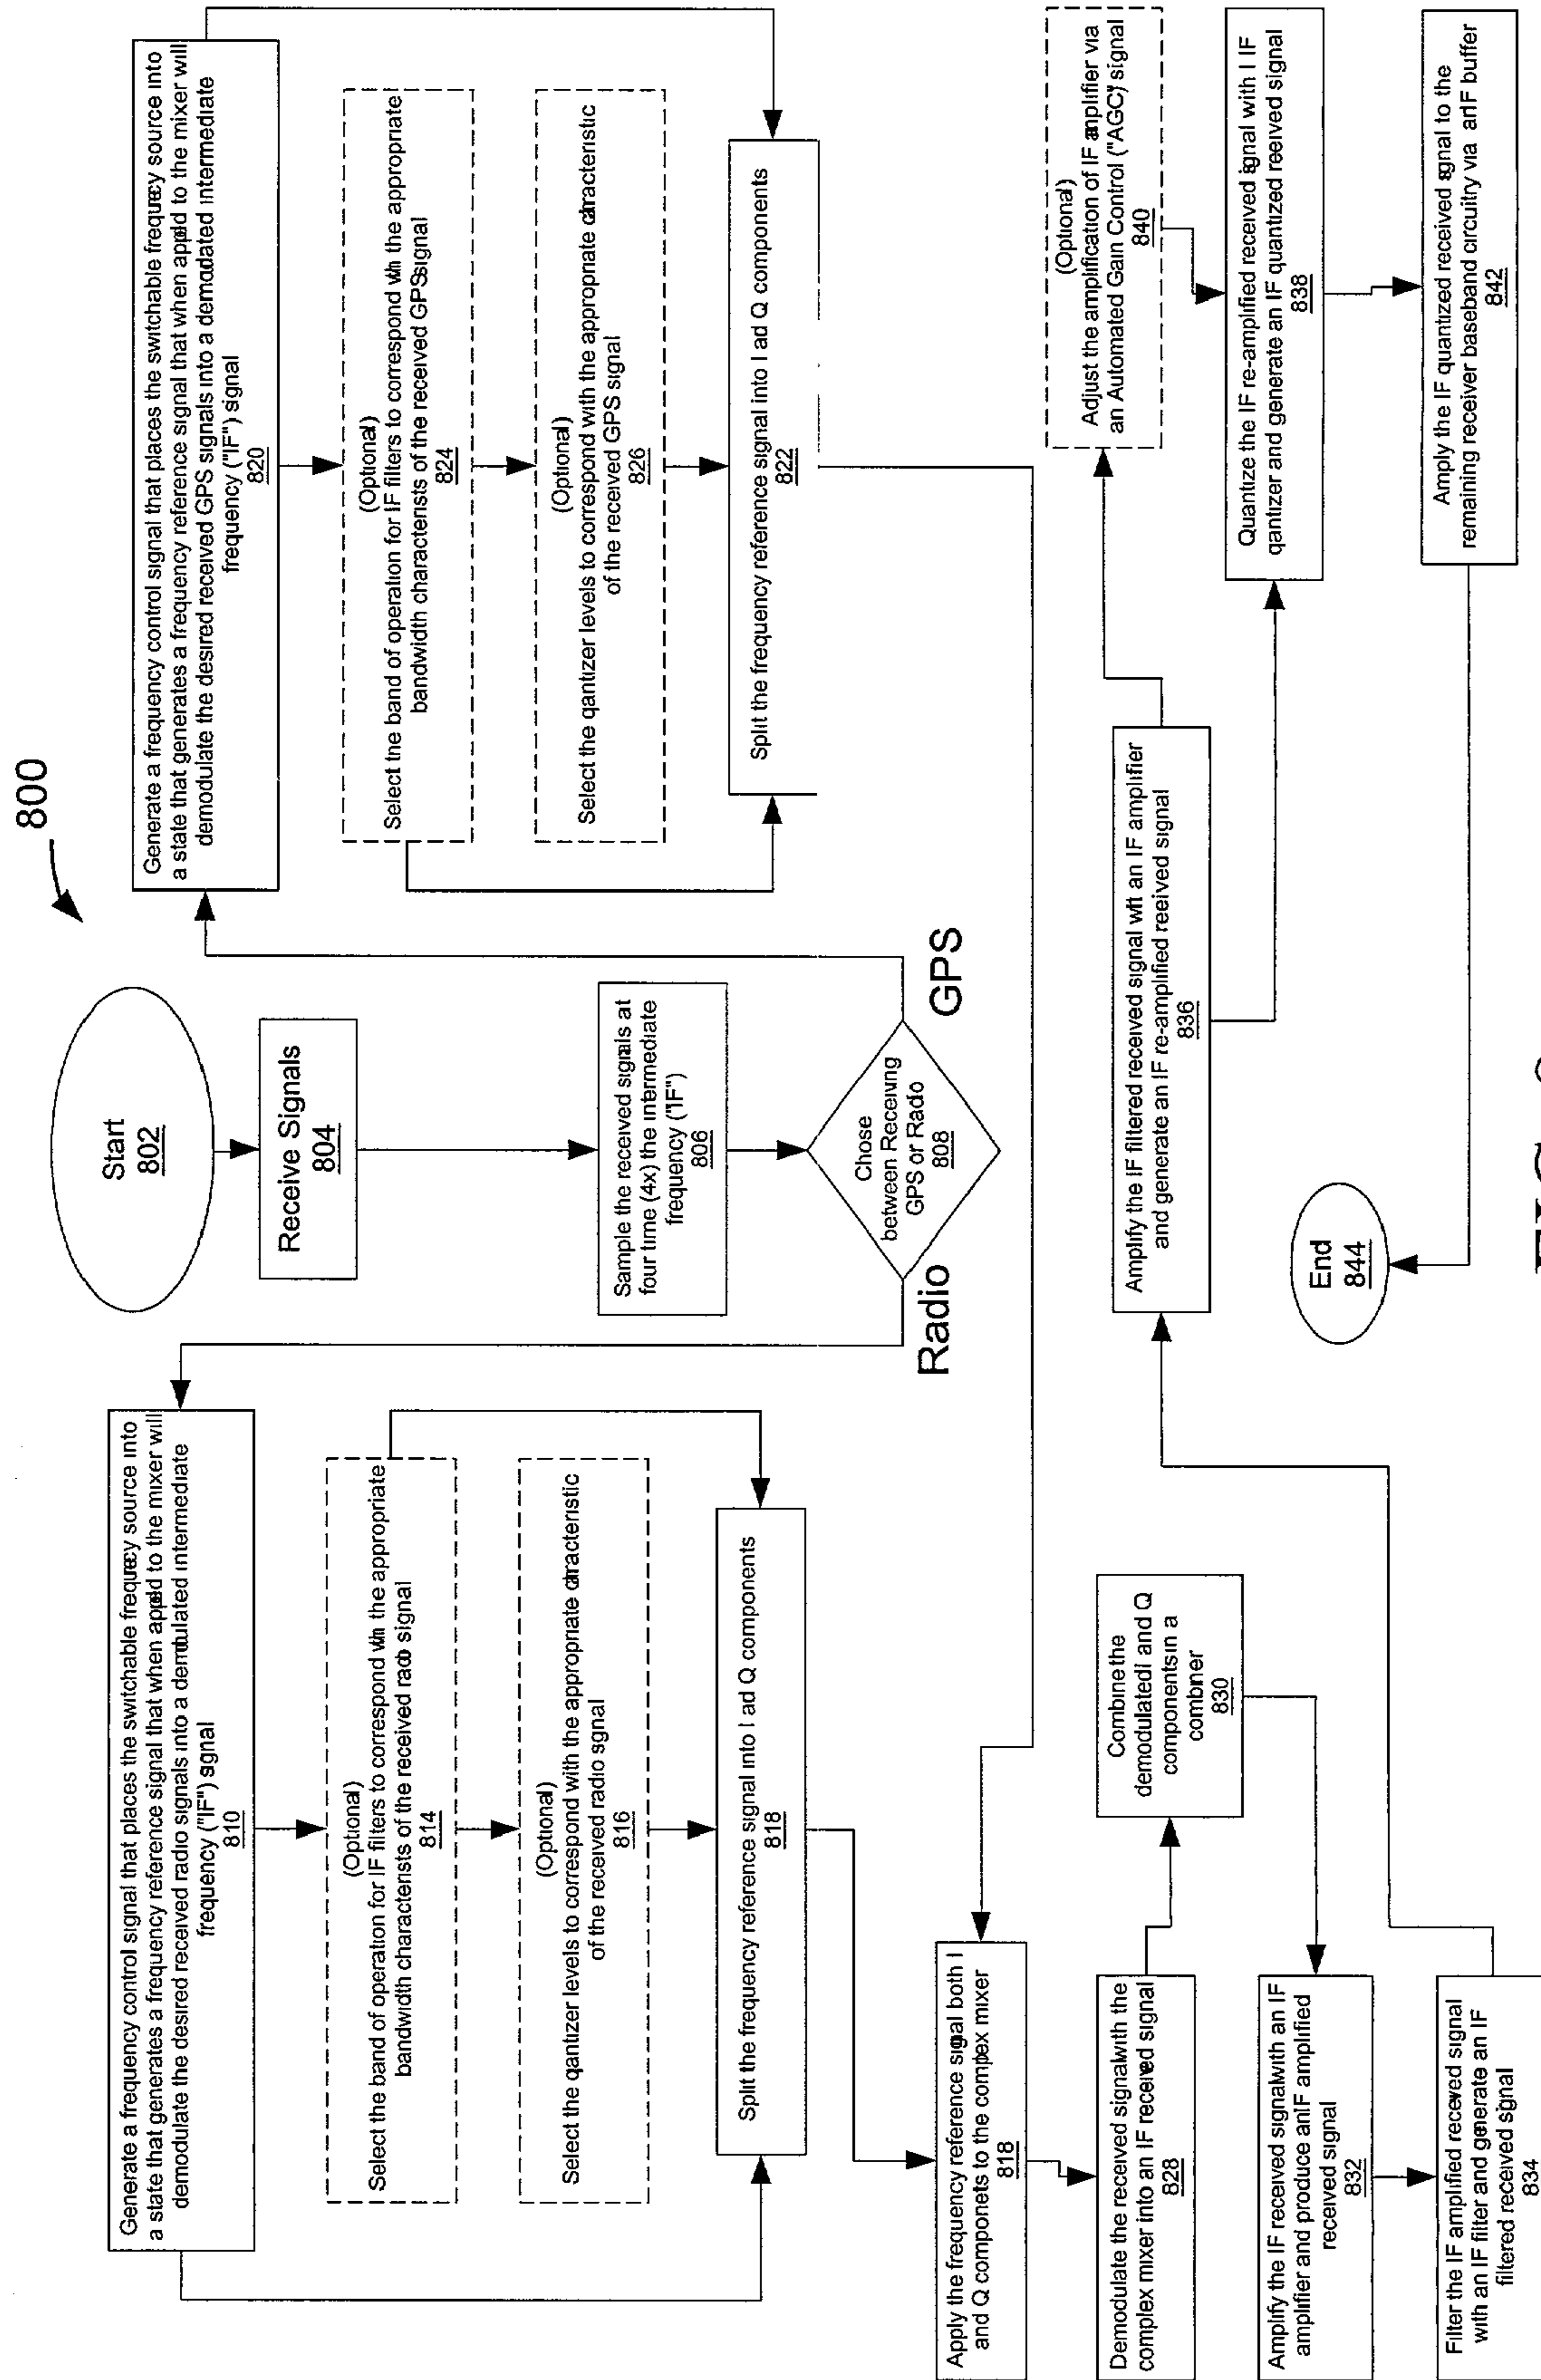 800
Start
802
Receive Signals
804
Sample the received signals at
four time (4x) the intermediate
frequency ("IF")
806
Chose
between Receiving
GPS or Radio
808
Radio
GPS
Generate a frequency control signal that places the switchable frequecy source into
a state that generates a frequency reference signal that when appled to the mixer will
demodulate the desired received radio signals into a demodulated intermediate
frequency ("IF") signal
810
(Optional)
Select the band of operation for IF filters to correspond with the appropriate
bandwidth characterists of the received radio signal
814
(Optional)
Select the qantizer levels to correspond with the appropriate characteristic
of the received radio signal
816
Split the frequency reference signal into I ad Q components
818
Generate a frequency control signal that places the switchable frequecy source into
a state that generates a frequency reference signal that when appled to the mixer will
demodulate the desired received GPS signals into a demodated intermediate
frequency ("IF") signal
820
(Optional)
Select the band of operation for IF filters to correspond with the appropriate
bandwidth characterists of the received GPS signal
824
(Optional)
Select the qantizer levels to correspond with the appropriate characteristic
of the received GPS signal
826
Split the frequency reference signal into I ad Q components
822
Apply the frequency reference signal both I
and Q componets to the complex mixer
818
Demodulate the received signal with the
complex mixer into an IF received signal
828
Combine the
demodulated I and Q
components in a
combiner
830
Amplify the IF received signal with an IF
amplifier and produce an IF amplified
received signal
832
Filter the IF amplified received signal
with an IF filter and generate an IF
filtered received signal
834
Amplify the IF filtered received signal with an IF amplifier
and generate an IF re-amplified received signal
836
(Optional)
Adjust the amplification of IF amplifier via
an Automated Gain Control ("AGC") signal
840
Quantize the IF re-amplified received signal with I IF
qantizer and generate an IF quantized received signal
838
Amply the IF quantized received signal to the
remaining receiver baseband circuitry via an IF buffer
842
End
844